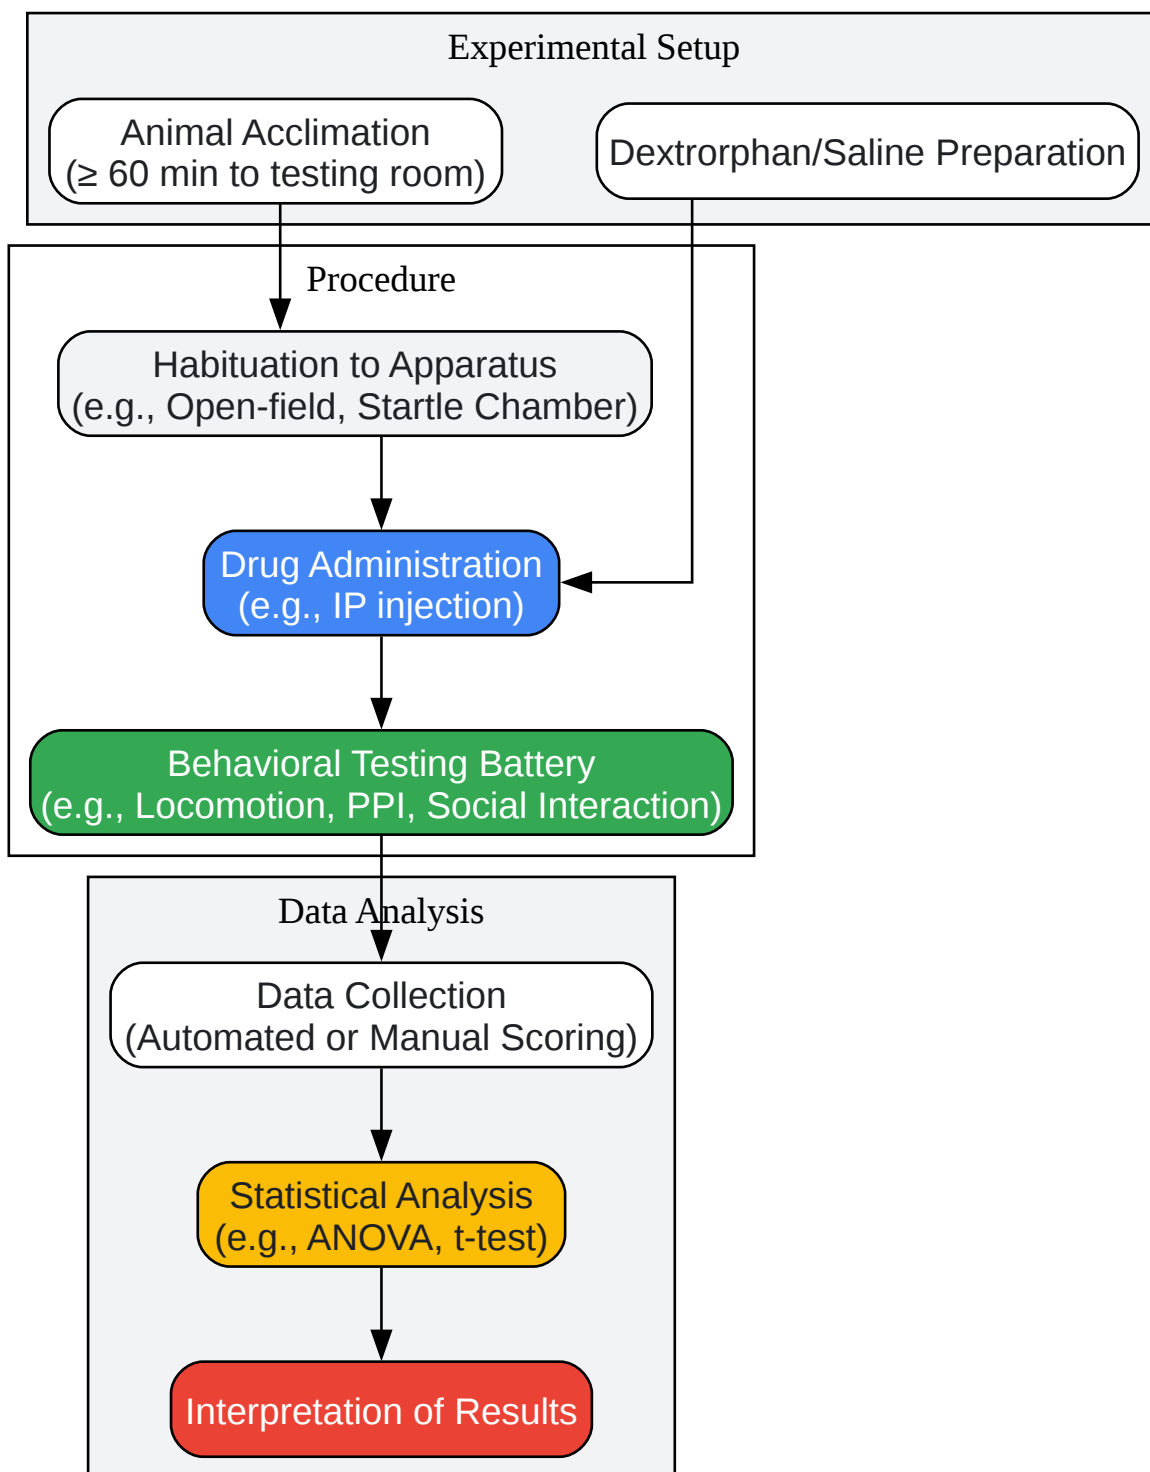 Experimental Setup
Animal Acclimation
(≥ 60 min to testing room)
Dextrorphan/Saline Preparation
Procedure
Habituation to Apparatus
(e.g., Open-field, Startle Chamber)
Drug Administration
(e.g., IP injection)
Behavioral Testing Battery
(e.g., Locomotion, PPI, Social Interaction)
Data Analysis
Data Collection
(Automated or Manual Scoring)
Statistical Analysis
(e.g., ANOVA, t-test)
Interpretation of Results